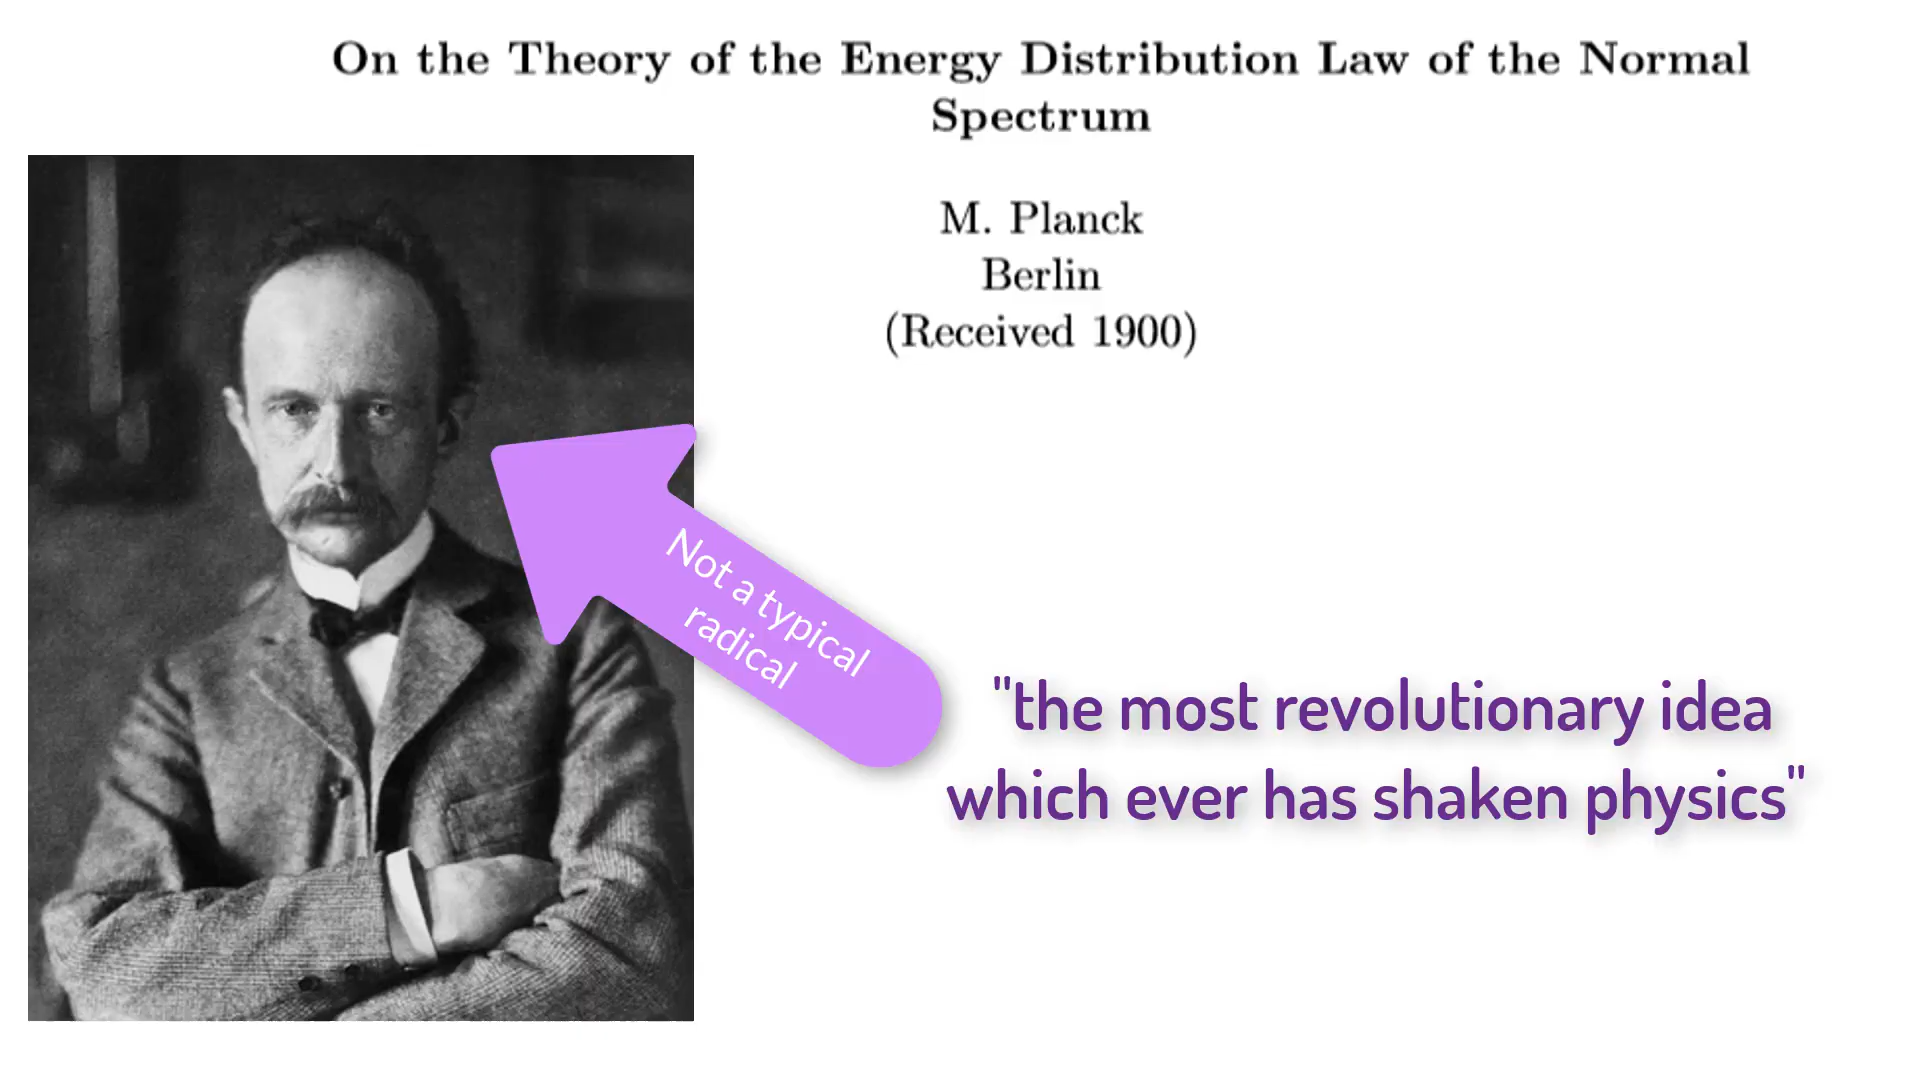 On the Theory of the Energy Distribution Law of the Normal
Spectrum
M. Planck
Berlin
(Received 1900)
Not a typical
radical
"the most revolutionary idea
which ever has shaken physics"